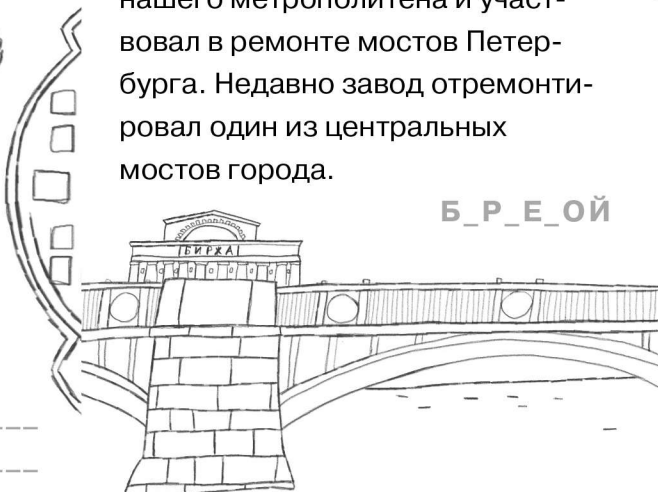 нашего метрополитена и участ-
вовал в ремонте мостов Петер-
бурга. Недавно завод отремонти-
ровал один из центральных
мостов города.
Б_Р_Е_ОЙ
БИРЖА